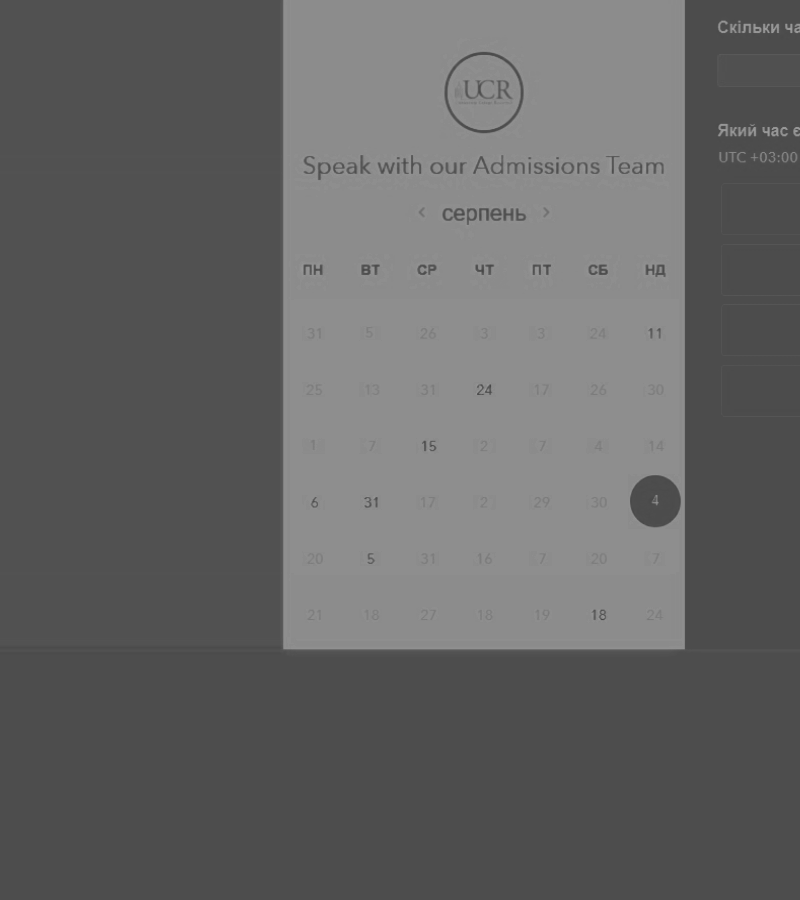 Скільки ча
UCR
Speak with our Admissions Team
серпень
Який час є
UTC +03:00
ПН ВТ СР ЧТ ПТ СБ НД
31 5 26 3 3 24 11
25 13 31 24 17 26 30
1 7 15 2 7 4 14
6 31 17 2 29 30 4
20 5 31 16 7 20 7
21 18 27 18 19 18 24